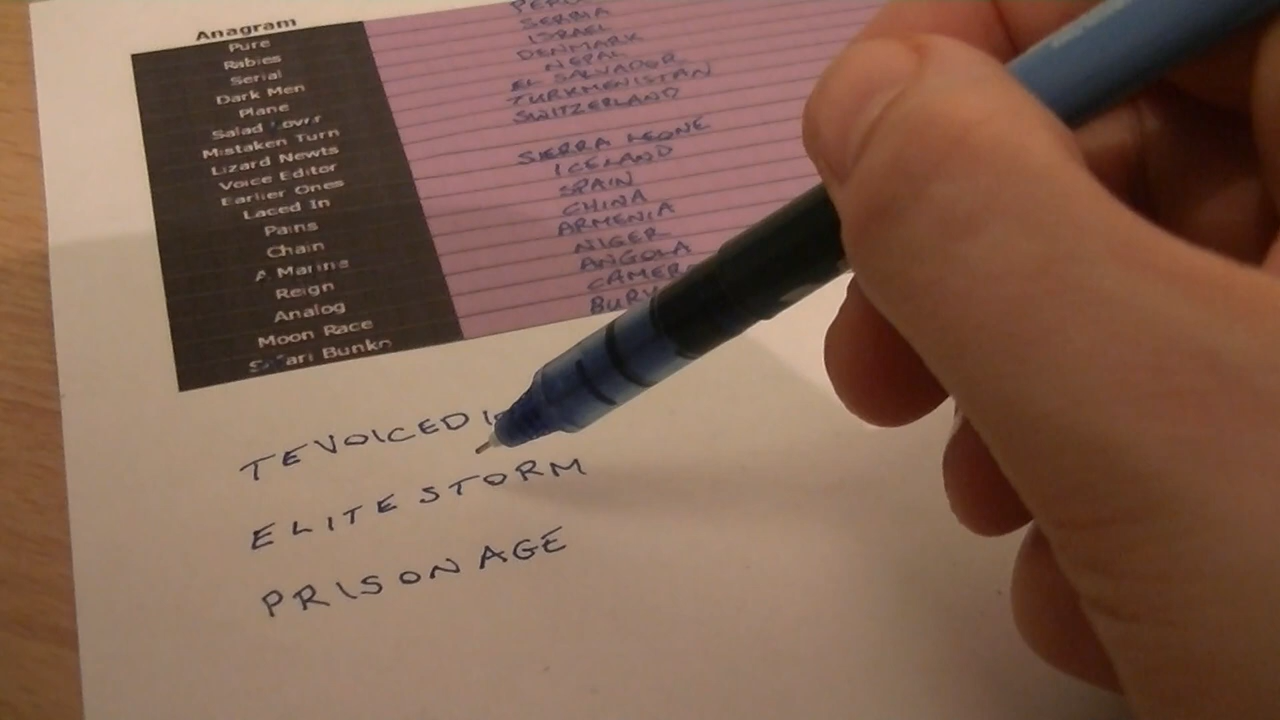 Anagram
Pure
Rabies SERBIA
Serial ISRAEL
Dark Men DENMARK
Plane NEPAL
Salad EL SALVADOR
Mistaken Turn TURKMENISTAN
Lizard Newts SWITZERLAND
Voice Editor
Earlier Ones SIERRA LEONE
Laced In ICELAND
Pains SPAIN
Chain CHINA
A Marine ARMENIA
Reign NIGER
Analog ANGOLA
Moon Race
TEVOICED
ELITE STORM
PRISON AGE